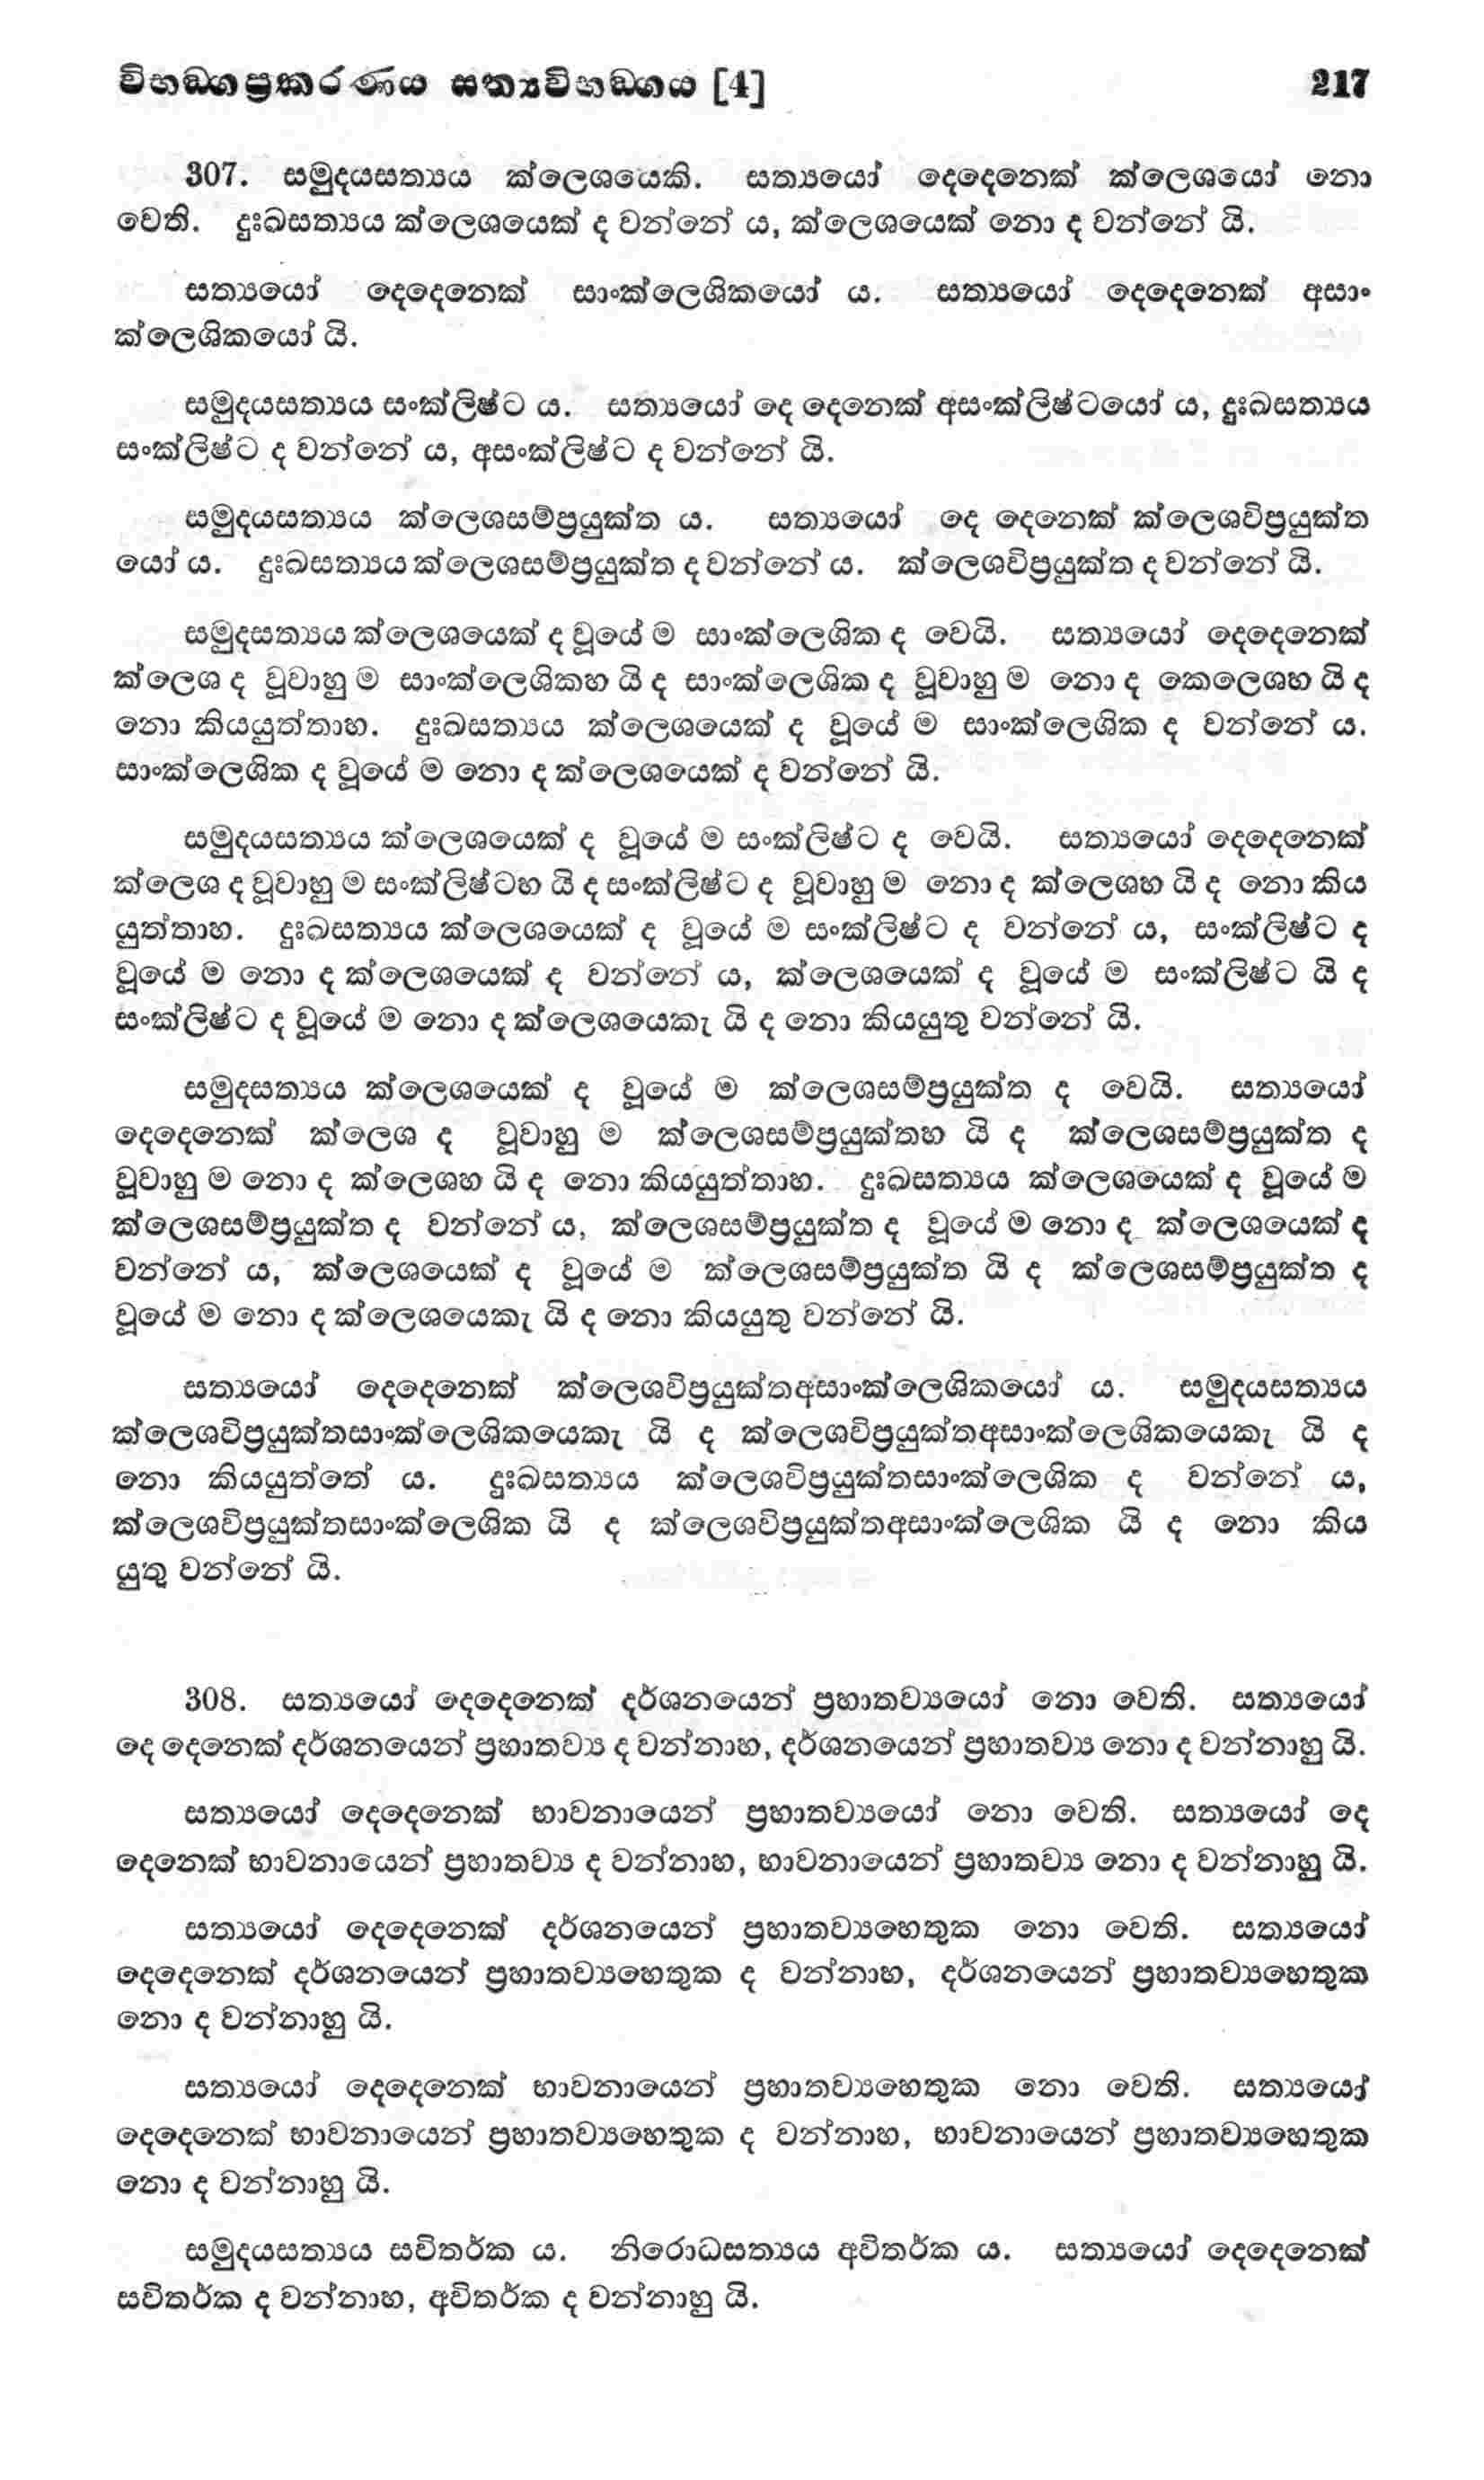 විභඞ්ගප්‍රකරණය සත්‍යවිභඞ්ගය [4] 217
307. සමුදයසත්‍යය ක්ලෙශයෙකි. සත්‍යයෝ දෙදෙනෙක් ක්ලෙශයෝ නො
වෙති. දුඃඛසත්‍යය ක්ලෙශයෙක් ද වන්නේ ය, ක්ලෙශයෙක් නො ද වන්නේ යි.
සත්‍යයෝ දෙදෙනෙක් සාංක්ලෙශිකයෝ ය. සත්‍යයෝ දෙදෙනෙක් අසාං
ක්ලෙශිකයෝ යි.
සමුදයසත්‍යය සංක්ලිෂ්ට ය. සත්‍යයෝ දෙ දෙනෙක් අසංක්ලිෂ්ටයෝ ය, දුඃඛසත්‍යය
සංක්ලිෂ්ට ද වන්නේ ය, අසංක්ලිෂ්ට ද වන්නේ යි.
සමුදයසත්‍යය ක්ලෙශසම්ප්‍රයුක්ත ය. සත්‍යයෝ දෙ දෙනෙක් ක්ලෙශවිප්‍රයුක්ත
යෝ ය. දුඃඛසත්‍යය ක්ලෙශසම්ප්‍රයුක්ත ද වන්නේ ය. ක්ලෙශවිප්‍රයුක්ත ද වන්නේ යි.
සමුදසත්‍යය ක්ලෙශයෙක් ද වූයේ ම සාංක්ලෙශික ද වෙයි. සත්‍යයෝ දෙදෙනෙක්
ක්ලෙශ ද වූවාහු ම සාංක්ලෙශිකහ යි ද සාංක්ලෙශික ද වූවාහු ම නො ද කෙලෙශහ යි ද
නො කියයුත්තාහ. දුඃඛසත්‍යය ක්ලෙශයෙක් ද වූයේ ම සාංක්ලෙශික ද වන්නේ ය.
සාංක්ලෙශික ද වූයේ ම නො ද ක්ලෙශයෙක් ද වන්නේ යි.
සමුදයසත්‍යය ක්ලෙශයෙක් ද වූයේ ම සංක්ලිෂ්ට ද වෙයි. සත්‍යයෝ දෙදෙනෙක්
ක්ලෙශ ද වූවාහු ම සංක්ලිෂ්ටහ යි ද සංක්ලිෂ්ට ද වූවාහු ම නො ද ක්ලෙශහ යි ද නො කිය
යුත්තාහ. දුඃඛසත්‍යය ක්ලෙශයෙක් ද වූයේ ම සංක්ලිෂ්ට ද වන්නේ ය, සංක්ලිෂ්ට ද
වූයේ ම නො ද ක්ලෙශයෙක් ද වන්නේ ය, ක්ලෙශයෙක් ද වූයේ ම සංක්ලිෂ්ට යි ද
සංක්ලිෂ්ට ද වූයේ ම නො ද ක්ලෙශයෙකැ යි ද නො කියයුතු වන්නේ යි.
සමුදසත්‍යය ක්ලෙශයෙක් ද වූයේ ම ක්ලෙශසම්ප්‍රයුක්ත ද වෙයි. සත්‍යයෝ
දෙදෙනෙක් ක්ලෙශ ද වූවාහු ම ක්ලෙශසම්ප්‍රයුක්තහ යි ද ක්ලෙශසම්ප්‍රයුක්ත ද
වූවාහු ම නො ද ක්ලෙශහ යි ද නො කියයුත්තාහ. දුඃඛසත්‍යය ක්ලෙශයෙක් ද වූයේ ම
ක්ලෙශසම්ප්‍රයුක්ත ද වන්නේ ය, ක්ලෙශසම්ප්‍රයුක්ත ද වූයේ ම නො ද ක්ලෙශයෙක් ද
වන්නේ ය, ක්ලෙශයෙක් ද වූයේ ම ක්ලෙශසම්ප්‍රයුක්ත යි ද ක්ලෙශසම්ප්‍රයුක්ත ද
වූයේ ම නො ද ක්ලෙශයෙකැ යි ද නො කියයුතු වන්නේ යි.
සත්‍යයෝ දෙදෙනෙක් ක්ලෙශවිප්‍රයුක්තඅසාංක්ලෙශිකයෝ ය. සමුදයසත්‍යය
ක්ලෙශවිප්‍රයුක්තසාංක්ලෙශිකයෙකැ යි ද ක්ලෙශවිප්‍රයුක්තඅසාංක්ලෙශිකයෙකැ යි ද
නො කියයුත්තේ ය. දුඃඛසත්‍යය ක්ලෙශවිප්‍රයුක්තසාංක්ලෙශික ද වන්නේ ය,
ක්ලෙශවිප්‍රයුක්තසාංක්ලෙශික යි ද ක්ලෙශවිප්‍රයුක්තඅසාංක්ලෙශික යි ද නො කිය
යුතු වන්නේ යි.
308. සත්‍යයෝ දෙදෙනෙක් දර්ශනයෙන් ප්‍රහාතව්‍යයෝ නො වෙති. සත්‍යයෝ
දෙ දෙනෙක් දර්ශනයෙන් ප්‍රහාතව්‍ය ද වන්නාහ, දර්ශනයෙන් ප්‍රහාතව්‍ය නො ද වන්නාහු යි.
සත්‍යයෝ දෙදෙනෙක් භාවනායෙන් ප්‍රහාතව්‍යයෝ නො වෙති. සත්‍යයෝ දෙ
දෙනෙක් භාවනායෙන් ප්‍රහාතව්‍ය ද වන්නාහ, භාවනායෙන් ප්‍රහාතව්‍ය නො ද වන්නාහු යි.
සත්‍යයෝ දෙදෙනෙක් දර්ශනයෙන් ප්‍රහාතව්‍යහෙතුක නො වෙති. සත්‍යයෝ
දෙදෙනෙක් දර්ශනයෙන් ප්‍රහාතව්‍යහෙතුක ද වන්නාහ, දර්ශනයෙන් ප්‍රහාතව්‍යහෙතුක
නො ද වන්නාහු යි.
සත්‍යයෝ දෙදෙනෙක් භාවනායෙන් ප්‍රහාතව්‍යහෙතුක නො වෙති. සත්‍යයෝ
දෙදෙනෙක් භාවනායෙන් ප්‍රහාතව්‍යහෙතුක ද වන්නාහ, භාවනායෙන් ප්‍රහාතව්‍යහෙතුක
නො ද වන්නාහු යි.
සමුදයසත්‍යය සවිතර්ක ය. නිරොධසත්‍යය අවිතර්ක ය. සත්‍යයෝ දෙදෙනෙක්
සවිතර්ක ද වන්නාහ, අවිතර්ක ද වන්නාහු යි.